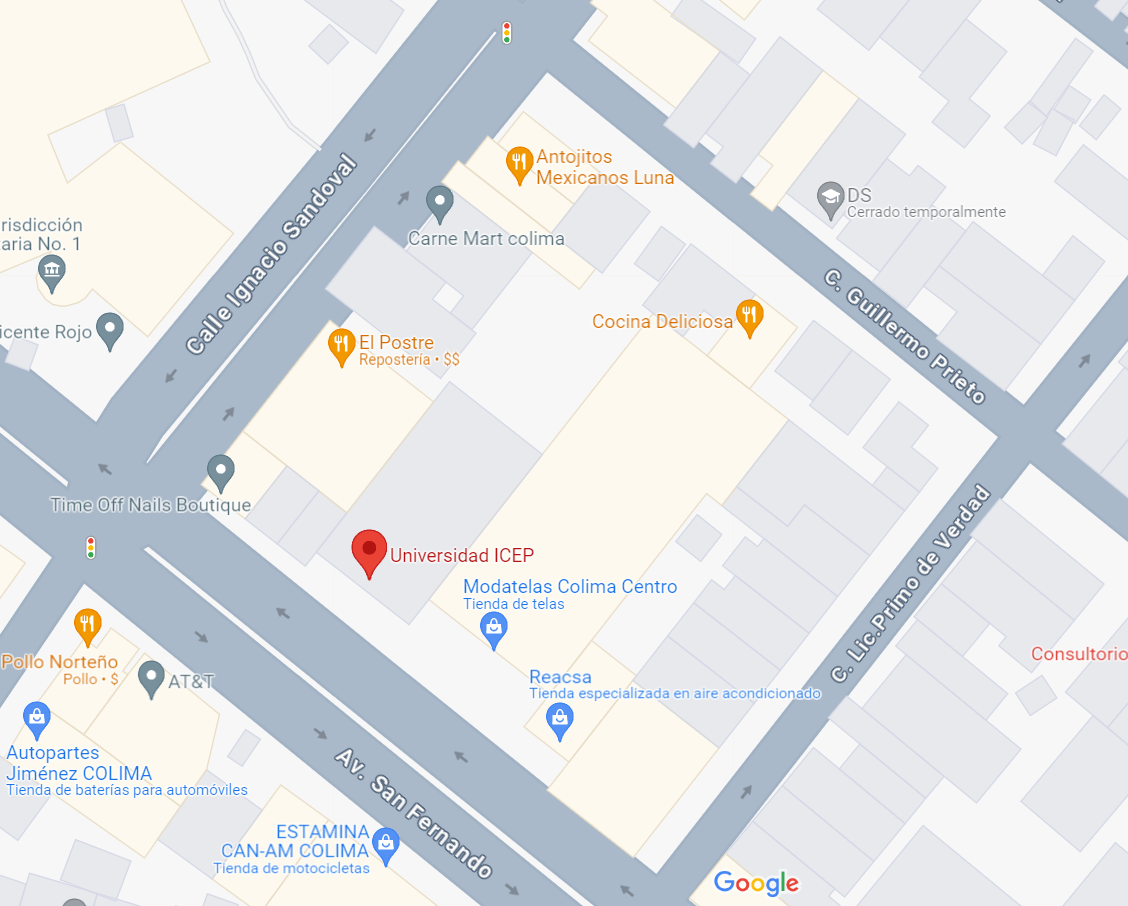 Antojitos
Mexicanos Luna
DS
Cerrado temporalmente
Calle Ignacio Sandoval
Carne Mart colima
risdicción
taria No. 1
icente Rojo
C. Guillermo Prieto
Cocina Deliciosa
El Postre
Repostería • $$
Time Off Nails Boutique
Universidad ICEP
Modatelas Colima Centro
Tienda de telas
C. Lic.Primo de Verdad
Consultorio
Reacsa
Tienda especializada en aire acondicionado
Pollo Norteño
Pollo • $
AT&T
Autopartes
Jiménez COLIMA
Tienda de baterías para automóviles
Av. San Fernando
ESTAMINA
CAN-AM COLIMA
Tienda de motocicletas
Google